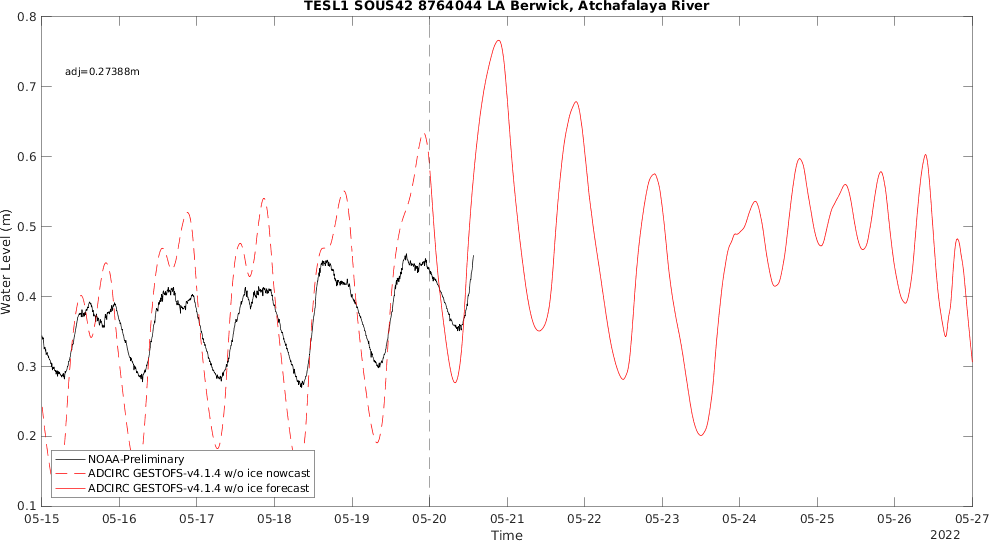 TESL1 SOUS42 8764044 LA Berwick, Atchafalaya River
adj=0.27388m
Water Level (m)
0.8
0.7
0.6
0.5
0.4
0.3
0.2
0.1
NOAA-Preliminary
ADCIRC GESTOFS-v4.1.4 w/o ice nowcast
ADCIRC GESTOFS-v4.1.4 w/o ice forecast
05-15 05-16 05-17 05-18 05-19 05-20 05-21 05-22 05-23 05-24 05-25 05-26 05-27
Time
2022